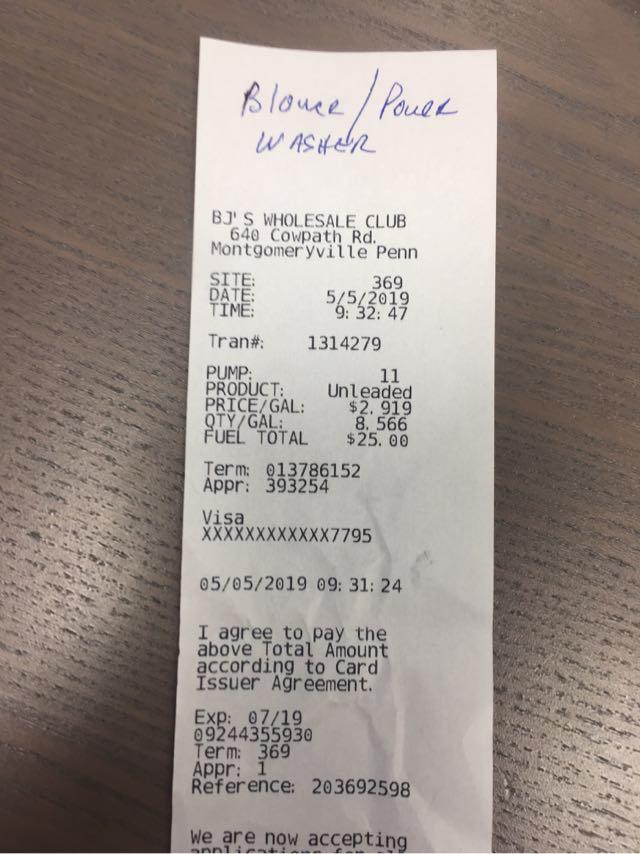 Blower / Power
WASHER
BJ'S WHOLESALE CLUB
640 Cowpath Rd.
Montgomeryville Penn
SITE: 369
DATE: 5/5/2019
TIME: 9:32:47
Tran#: 1314279
PUMP: 11
PRODUCT: Unleaded
PRICE/GAL: $2.919
QTY/GAL: 8.566
FUEL TOTAL $25.00
Term: 013786152
Appr: 393254
Visa
XXXXXXXXXXXX7795
05/05/2019 09:31:24
I agree to pay the
above Total Amount
according to Card
Issuer Agreement.
Exp: 07/19
09244355930
Term: 369
Appr: 1
Reference: 203692598
We are now accepting
applications for